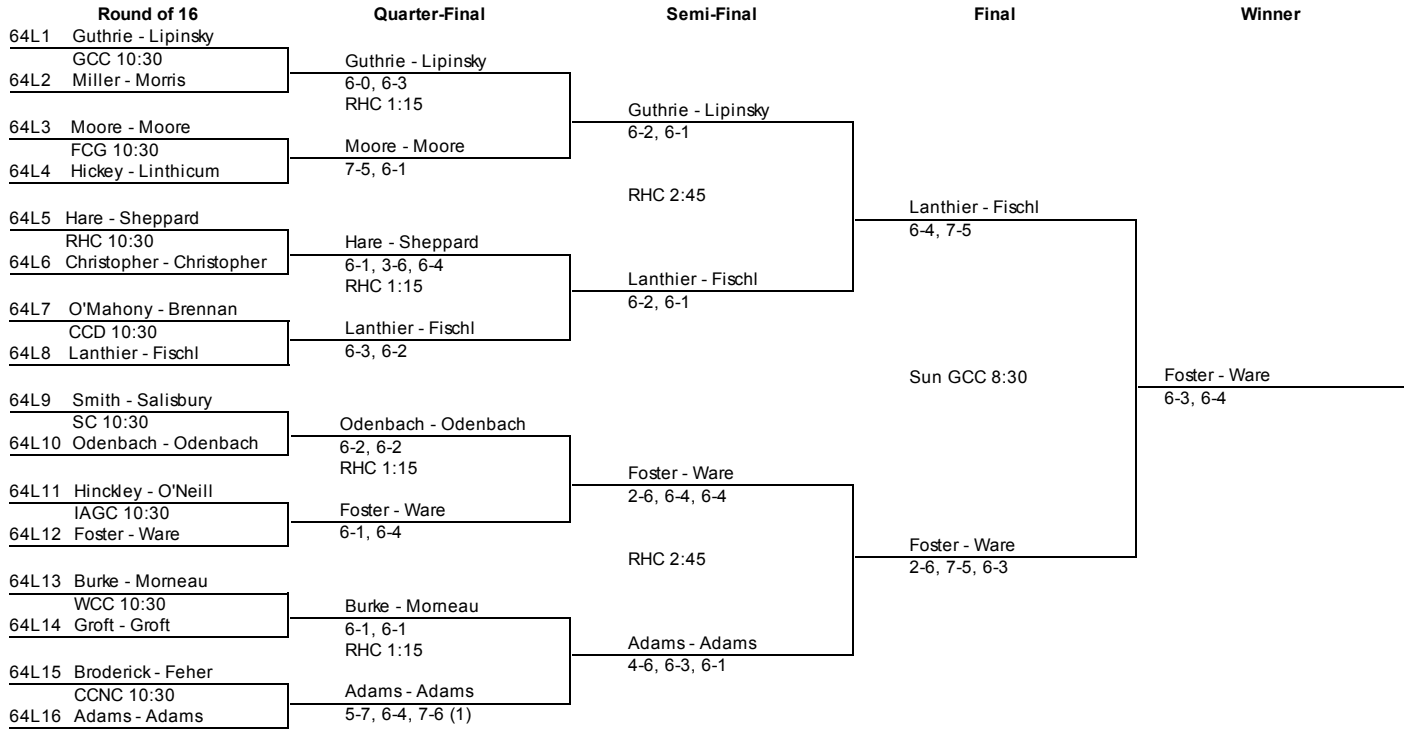 Round of 16
Quarter-Final
Semi-Final
Final
Winner
64L1 Guthrie - Lipinsky
GCC 10:30
64L2 Miller - Morris
64L3 Moore - Moore
FCG 10:30
64L4 Hickey - Linthicum
64L5 Hare - Sheppard
RHC 10:30
64L6 Christopher - Christopher
64L7 O'Mahony - Brennan
CCD 10:30
64L8 Lanthier - Fischl
64L9 Smith - Salisbury
SC 10:30
64L10 Odenbach - Odenbach
64L11 Hinckley - O'Neill
IAGC 10:30
64L12 Foster - Ware
64L13 Burke - Morneau
WCC 10:30
64L14 Groft - Groft
64L15 Broderick - Feher
CCNC 10:30
64L16 Adams - Adams
Guthrie - Lipinsky
6-0, 6-3
RHC 1:15
Moore - Moore
7-5, 6-1
Hare - Sheppard
6-1, 3-6, 6-4
RHC 1:15
Lanthier - Fischl
6-3, 6-2
Odenbach - Odenbach
6-2, 6-2
RHC 1:15
Foster - Ware
6-1, 6-4
Burke - Morneau
6-1, 6-1
RHC 1:15
Adams - Adams
5-7, 6-4, 7-6 (1)
Guthrie - Lipinsky
6-2, 6-1
RHC 2:45
Lanthier - Fischl
6-2, 6-1
Foster - Ware
2-6, 6-4, 6-4
RHC 2:45
Adams - Adams
4-6, 6-3, 6-1
Lanthier - Fischl
6-4, 7-5
Sun GCC 8:30
Foster - Ware
2-6, 7-5, 6-3
Foster - Ware
6-3, 6-4